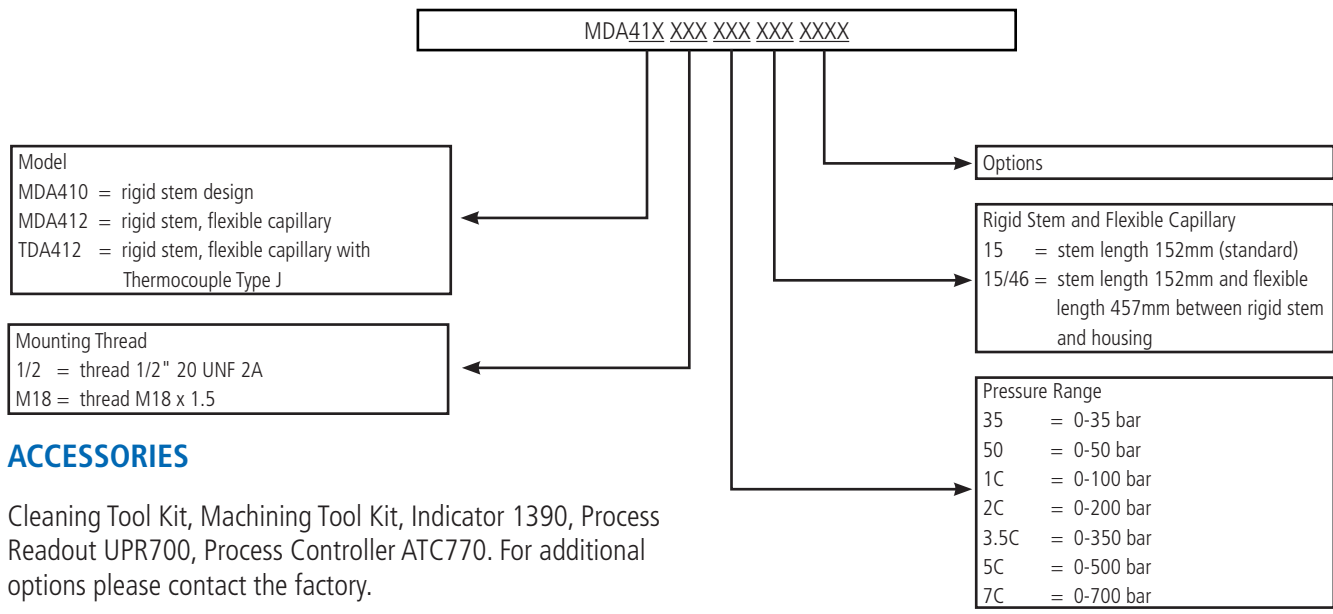 MDA41X XXX XXX XXX XXXX
Model
MDA410 = rigid stem design
MDA412 = rigid stem, flexible capillary
TDA412 = rigid stem, flexible capillary with
Thermocouple Type J
Mounting Thread
1/2 = thread 1/2" 20 UNF 2A
M18 = thread M18 x 1.5
Options
Rigid Stem and Flexible Capillary
15 = stem length 152mm (standard)
15/46 = stem length 152mm and flexible
length 457mm between rigid stem
and housing
Pressure Range
35 = 0-35 bar
50 = 0-50 bar
1C = 0-100 bar
2C = 0-200 bar
3.5C = 0-350 bar
5C = 0-500 bar
7C = 0-700 bar
ACCESSORIES
Cleaning Tool Kit, Machining Tool Kit, Indicator 1390, Process
Readout UPR700, Process Controller ATC770. For additional
options please contact the factory.